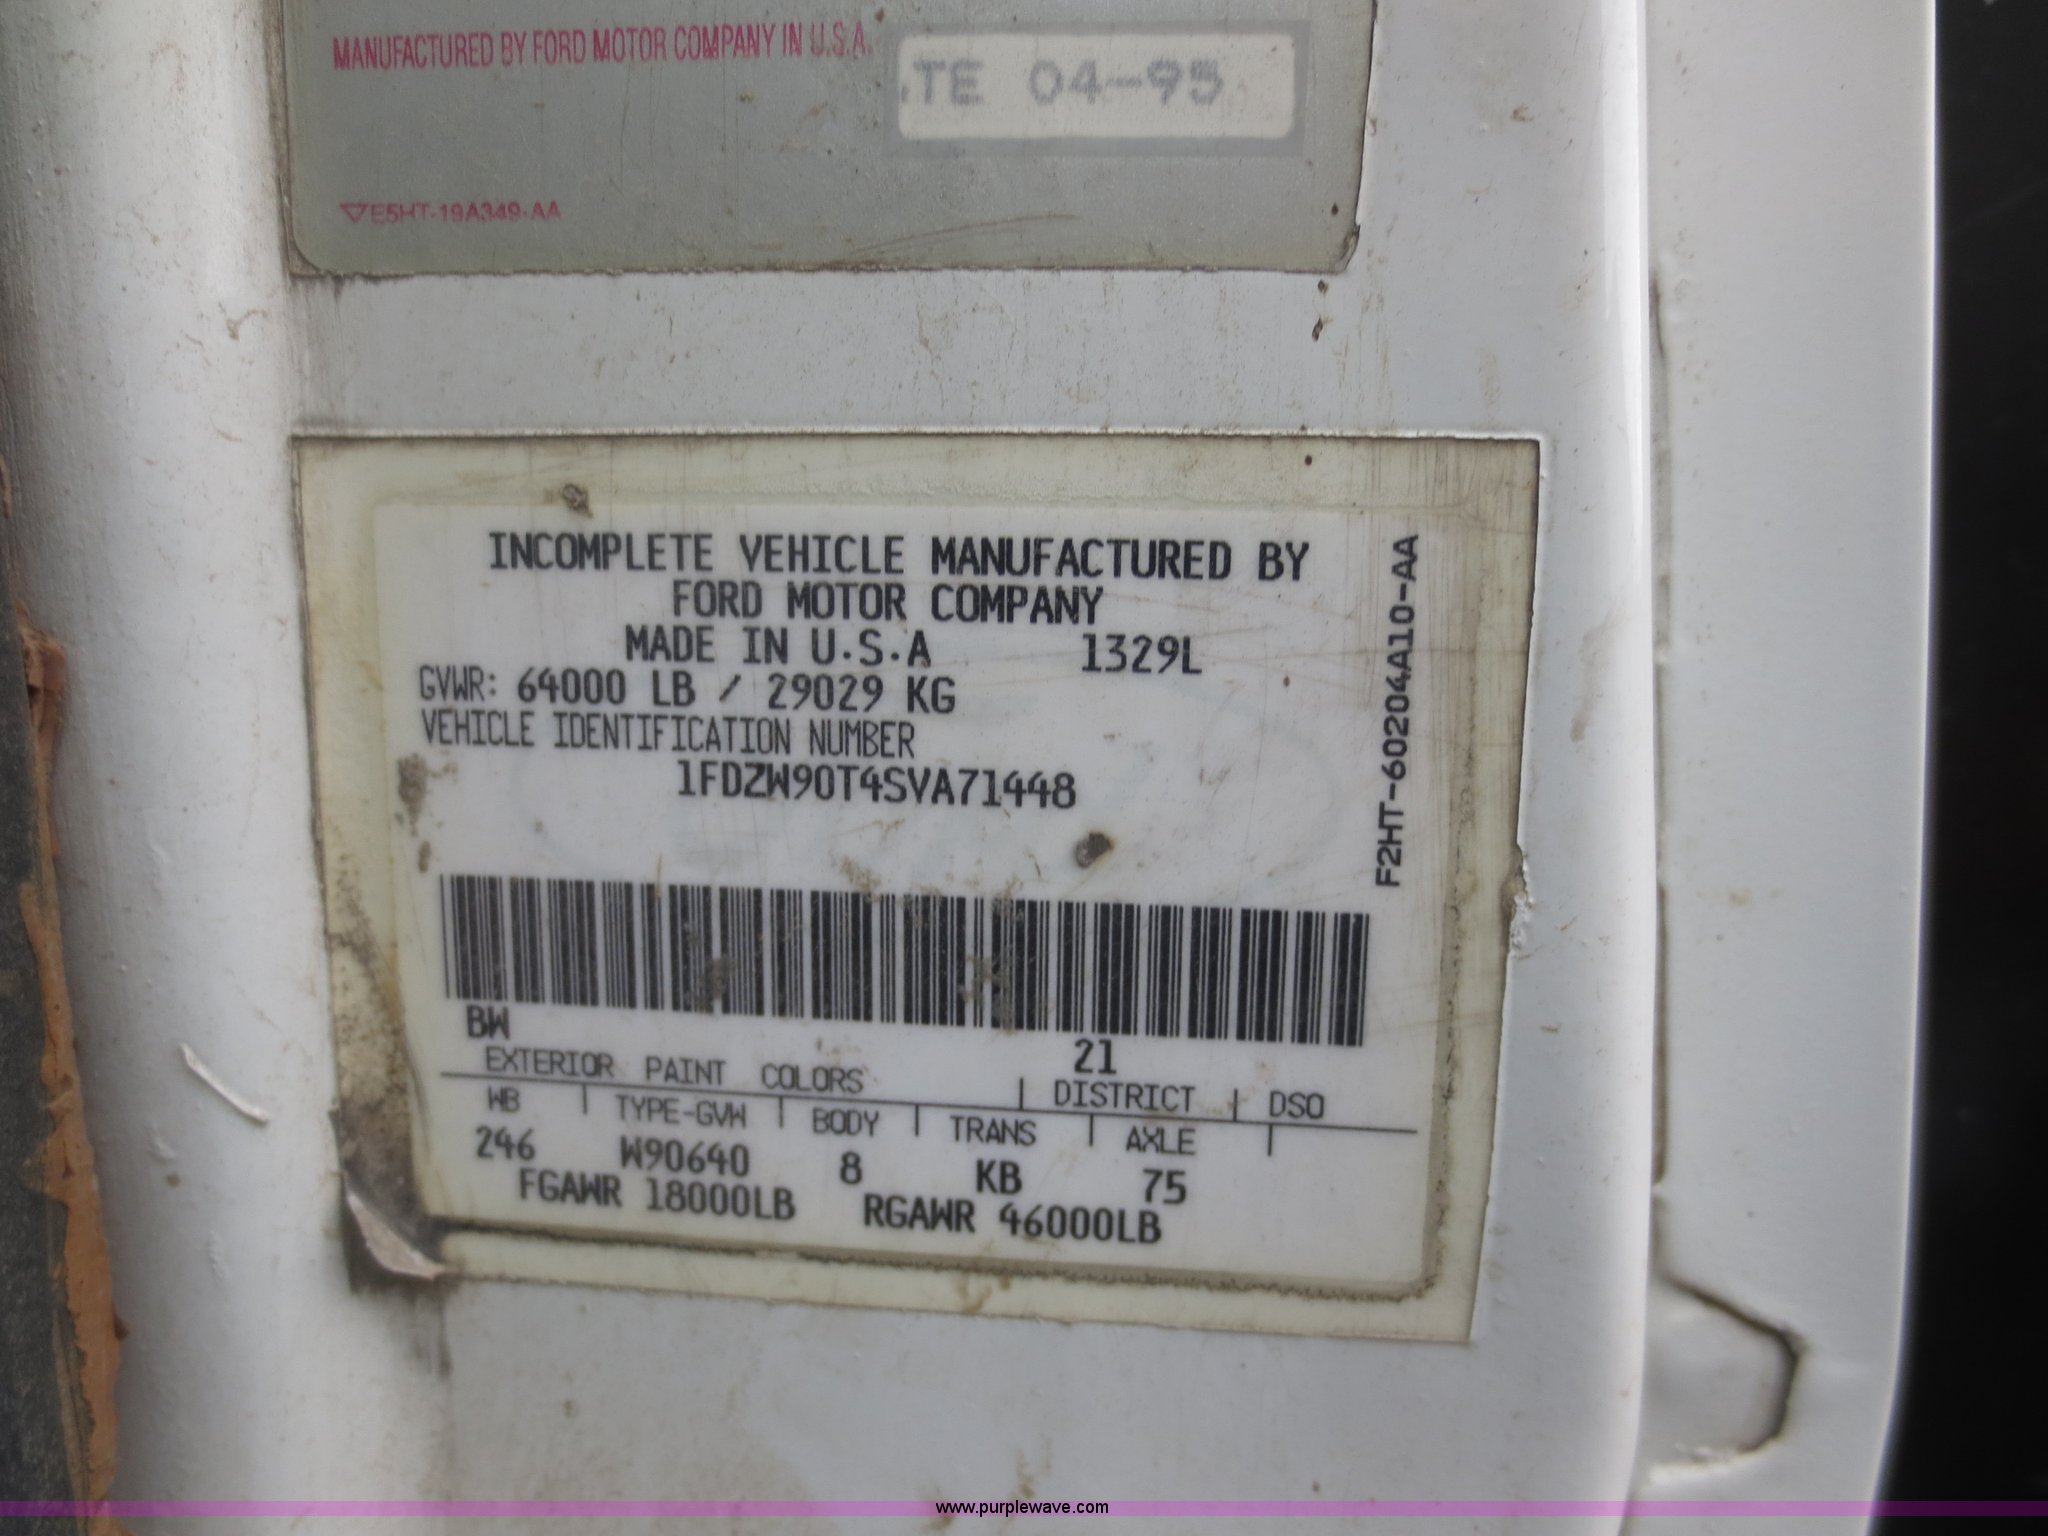 MANUFACTURED BY FORD MOTOR COMPANY IN U.S.A.
TE 04-95
E5HT-19A349-AA
INCOMPLETE VEHICLE MANUFACTURED BY
FORD MOTOR COMPANY
MADE IN U.S.A 1329L
GVWR: 64000 LB / 29029 KG
VEHICLE IDENTIFICATION NUMBER
1FDZW90T4SVA71448
F2HT-60204A10-AA
BW 21
EXTERIOR PAINT COLORS DISTRICT DSO
WB TYPE-GVW BODY TRANS AXLE
246 W90640 8 KB 75
FGAWR 18000LB RGAWR 46000LB
www.purplewave.com